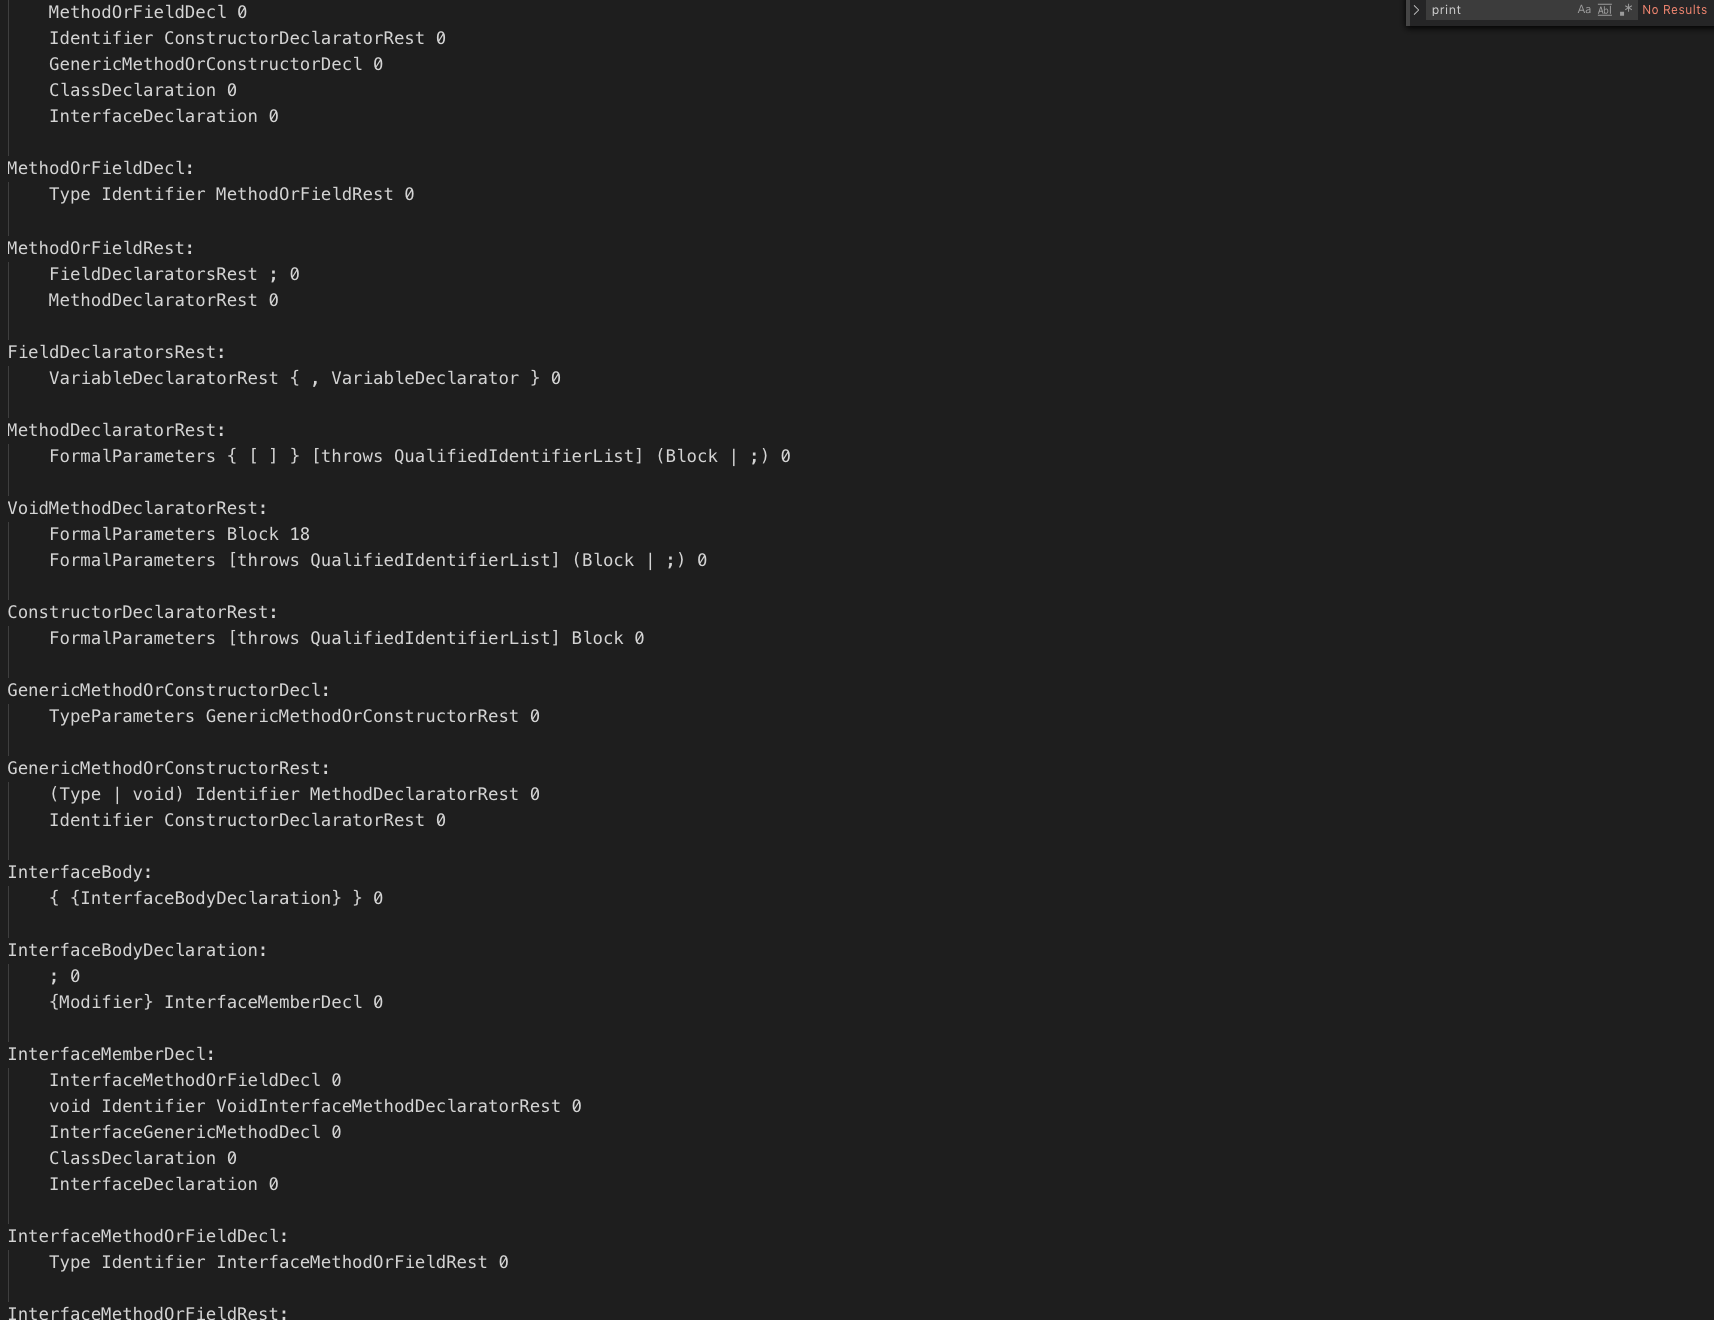 print Aa Abl .* No Results
MethodOrFieldDecl 0
Identifier ConstructorDeclaratorRest 0
GenericMethodOrConstructorDecl 0
ClassDeclaration 0
InterfaceDeclaration 0
MethodOrFieldDecl:
Type Identifier MethodOrFieldRest 0
MethodOrFieldRest:
FieldDeclaratorsRest ; 0
MethodDeclaratorRest 0
FieldDeclaratorsRest:
VariableDeclaratorRest { , VariableDeclarator } 0
MethodDeclaratorRest:
FormalParameters { [ ] } [throws QualifiedIdentifierList] (Block | ;) 0
VoidMethodDeclaratorRest:
FormalParameters Block 18
FormalParameters [throws QualifiedIdentifierList] (Block | ;) 0
ConstructorDeclaratorRest:
FormalParameters [throws QualifiedIdentifierList] Block 0
GenericMethodOrConstructorDecl:
TypeParameters GenericMethodOrConstructorRest 0
GenericMethodOrConstructorRest:
(Type | void) Identifier MethodDeclaratorRest 0
Identifier ConstructorDeclaratorRest 0
InterfaceBody:
{ {InterfaceBodyDeclaration} } 0
InterfaceBodyDeclaration:
; 0
{Modifier} InterfaceMemberDecl 0
InterfaceMemberDecl:
InterfaceMethodOrFieldDecl 0
void Identifier VoidInterfaceMethodDeclaratorRest 0
InterfaceGenericMethodDecl 0
ClassDeclaration 0
InterfaceDeclaration 0
InterfaceMethodOrFieldDecl:
Type Identifier InterfaceMethodOrFieldRest 0
InterfaceMethodOrFieldRest: